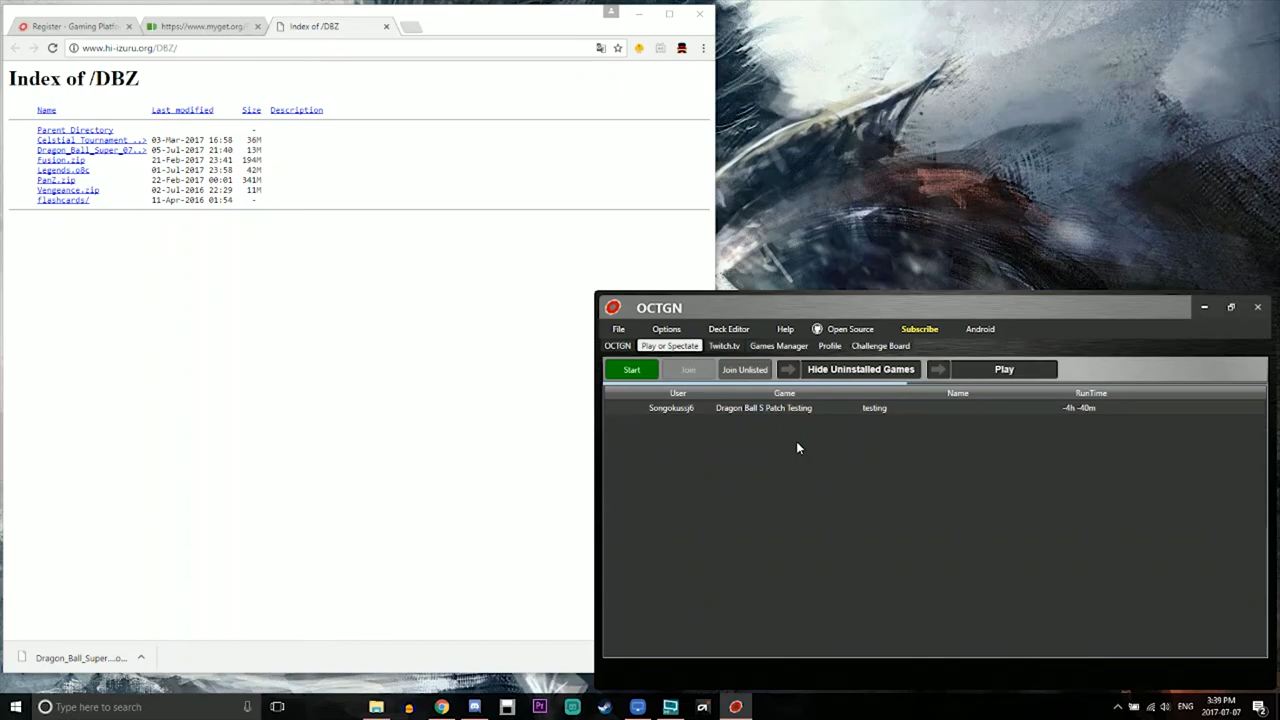 Register - Gaming Platfo
https://www.myget.org/F
Index of /DBZ
www.hi-izuru.org/DBZ/
Index of /DBZ
Name Last modified Size Description
Parent Directory -
Celstial Tournament ..> 03-Mar-2017 16:58 36M
Dragon_Ball_Super_07..> 05-Jul-2017 21:40 13M
Fusion.zip 21-Feb-2017 23:41 194M
Legends.o8c 01-Jul-2017 23:58 42M
PanZ.zip 22-Feb-2017 00:01 341M
Vengeance.zip 02-Jul-2016 22:29 11M
flashcards/ 11-Apr-2016 01:54 -
OCTGN
File Options Deck Editor Help Open Source Subscribe Android
OCTGN Play or Spectate Twitch.tv Games Manager Profile Challenge Board
Start Join Join Unlisted Hide Uninstalled Games Play
User Game Name RunTime
Songokussj6 Dragon Ball S Patch Testing testing -4h -40m
Dragon_Ball_Super....o...
Type here to search
ENG
3:39 PM
2017-07-07
2